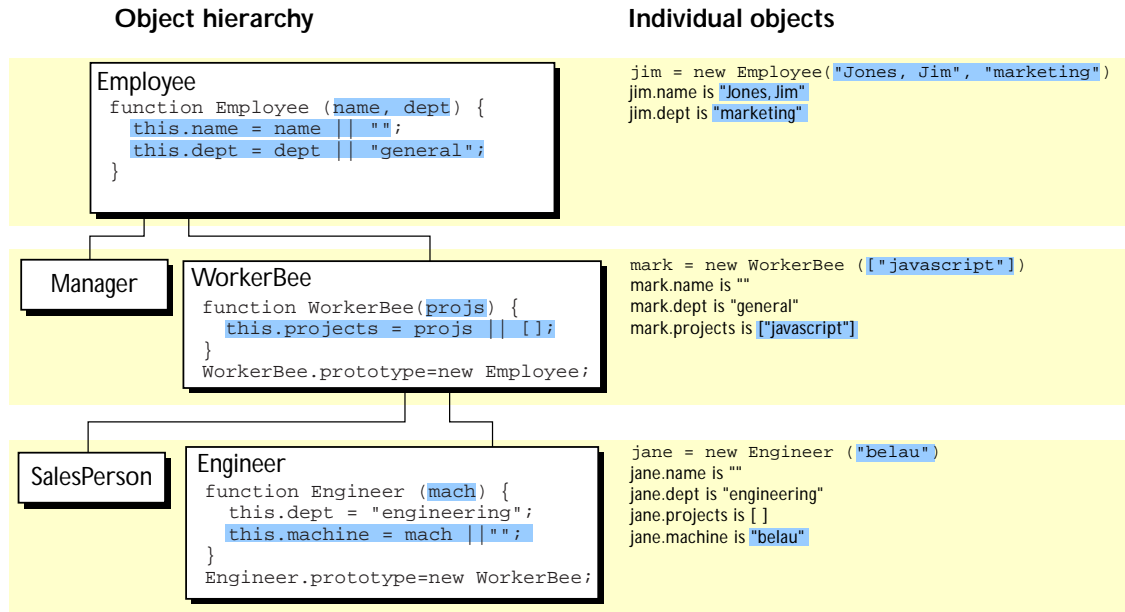 Object hierarchy
Individual objects
Employee
function Employee (name, dept) {
this.name = name || "";
this.dept = dept || "general";
}
jim = new Employee("Jones, Jim", "marketing")
jim.name is "Jones, Jim"
jim.dept is "marketing"
Manager
WorkerBee
function WorkerBee(projs) {
this.projects = projs || [];
}
WorkerBee.prototype=new Employee;
mark = new WorkerBee (["javascript"])
mark.name is ""
mark.dept is "general"
mark.projects is ["javascript"]
SalesPerson
Engineer
function Engineer (mach) {
this.dept = "engineering";
this.machine = mach ||"";
}
Engineer.prototype=new WorkerBee;
jane = new Engineer ("belau")
jane.name is ""
jane.dept is "engineering"
jane.projects is [ ]
jane.machine is "belau"